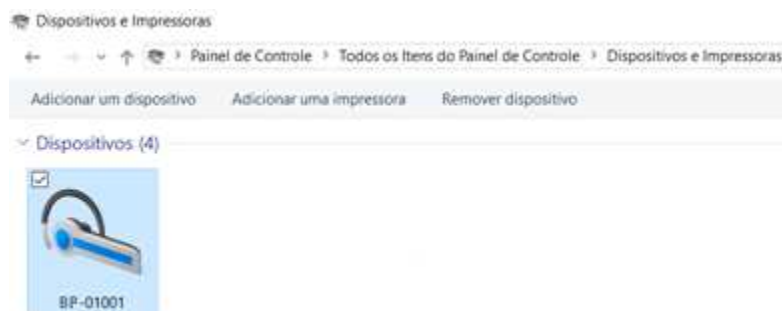 Dispositivos e Impressoras
Painel de Controle > Todos os Itens do Painel de Controle > Dispositivos e Impressoras
Adicionar um dispositivo Adicionar uma impressora Remover dispositivo
Dispositivos (4)
BP-01001